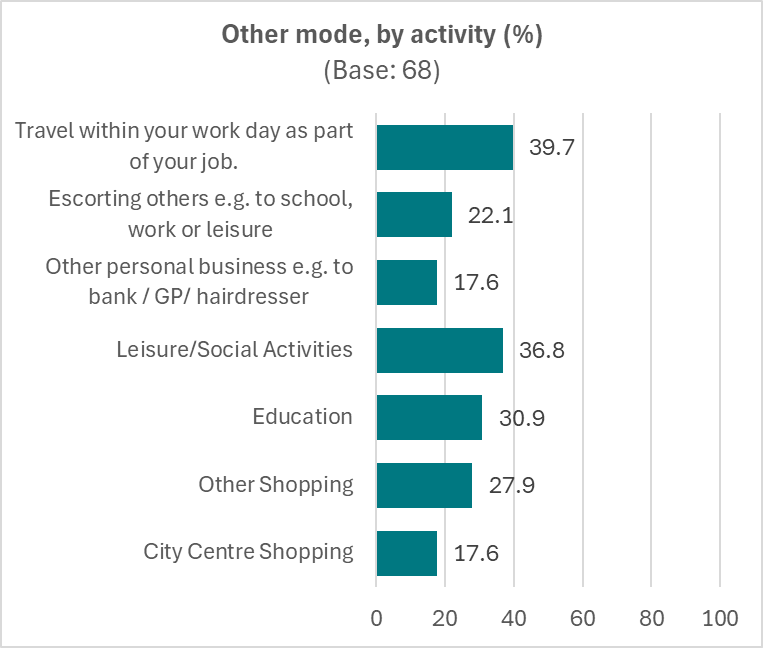 Other mode, by activity (%)
(Base: 68)
Travel within your work day as part
of your job.
39.7
Escorting others e.g. to school,
work or leisure
22.1
Other personal business e.g. to
bank / GP/ hairdresser
17.6
Leisure/Social Activities
36.8
Education
30.9
Other Shopping
27.9
City Centre Shopping
17.6
0 20 40 60 80 100